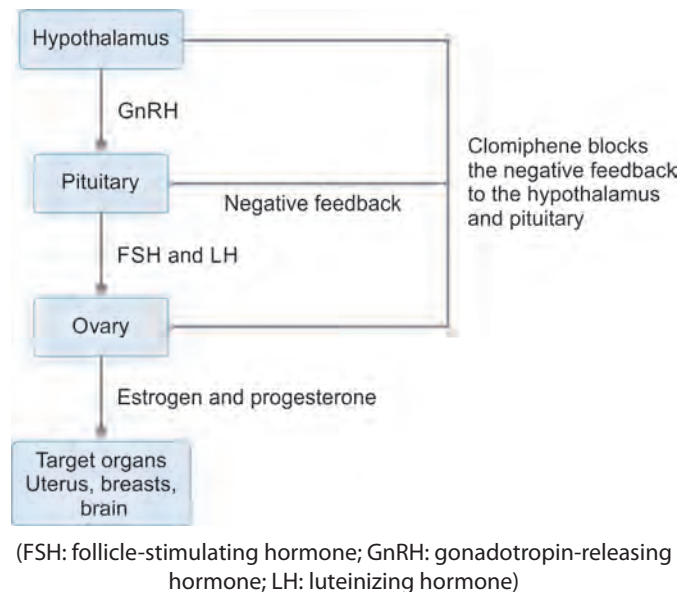 Hypothalamus
GnRH
Clomiphene blocks
the negative feedback
to the hypothalamus
and pituitary
Pituitary
Negative feedback
FSH and LH
Ovary
Estrogen and progesterone
Target organs
Uterus, breasts,
brain
(FSH: follicle-stimulating hormone; GnRH: gonadotropin-releasing
hormone; LH: luteinizing hormone)